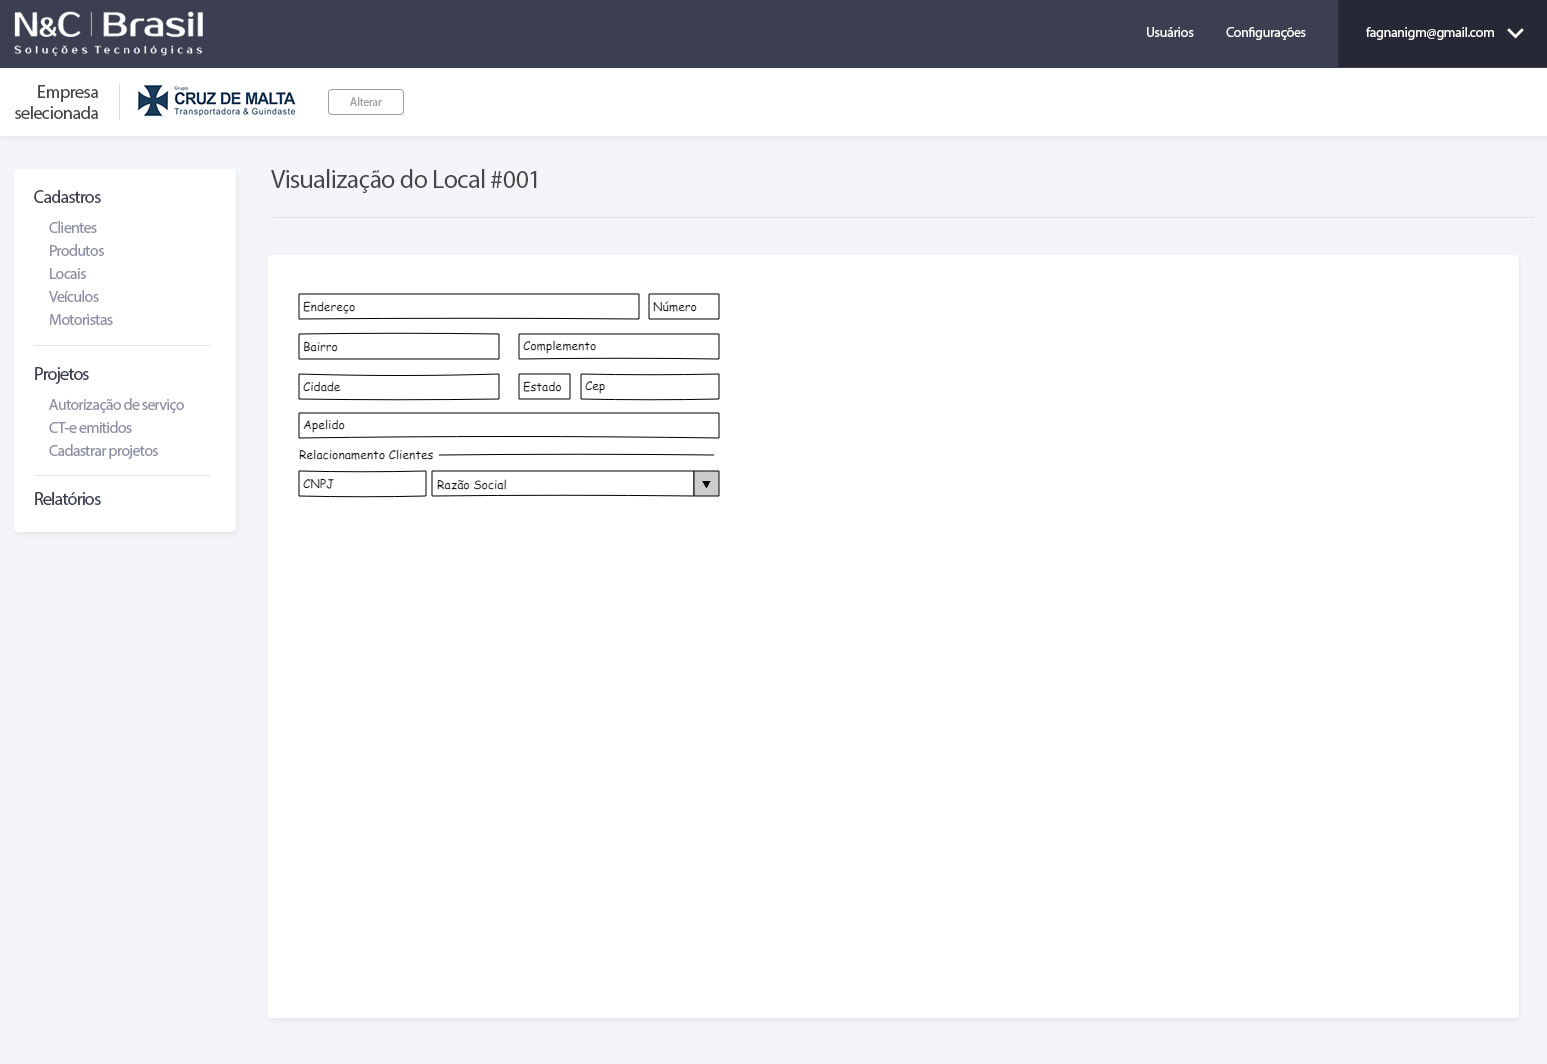 N&C | Brasil
Soluções Tecnológicas
Usuários
Configurações
fagnanigm@gmail.com
Empresa
selecionada
Grupo
CRUZ DE MALTA
Transportadora & Guindaste
Alterar
Cadastros
Clientes
Produtos
Locais
Veículos
Motoristas
Projetos
Autorização de serviço
CT-e emitidos
Cadastrar projetos
Relatórios
Visualização do Local #001
Endereço
Número
Bairro
Complemento
Cidade
Estado
Cep
Apelido
Relacionamento Clientes
CNPJ
Razão Social